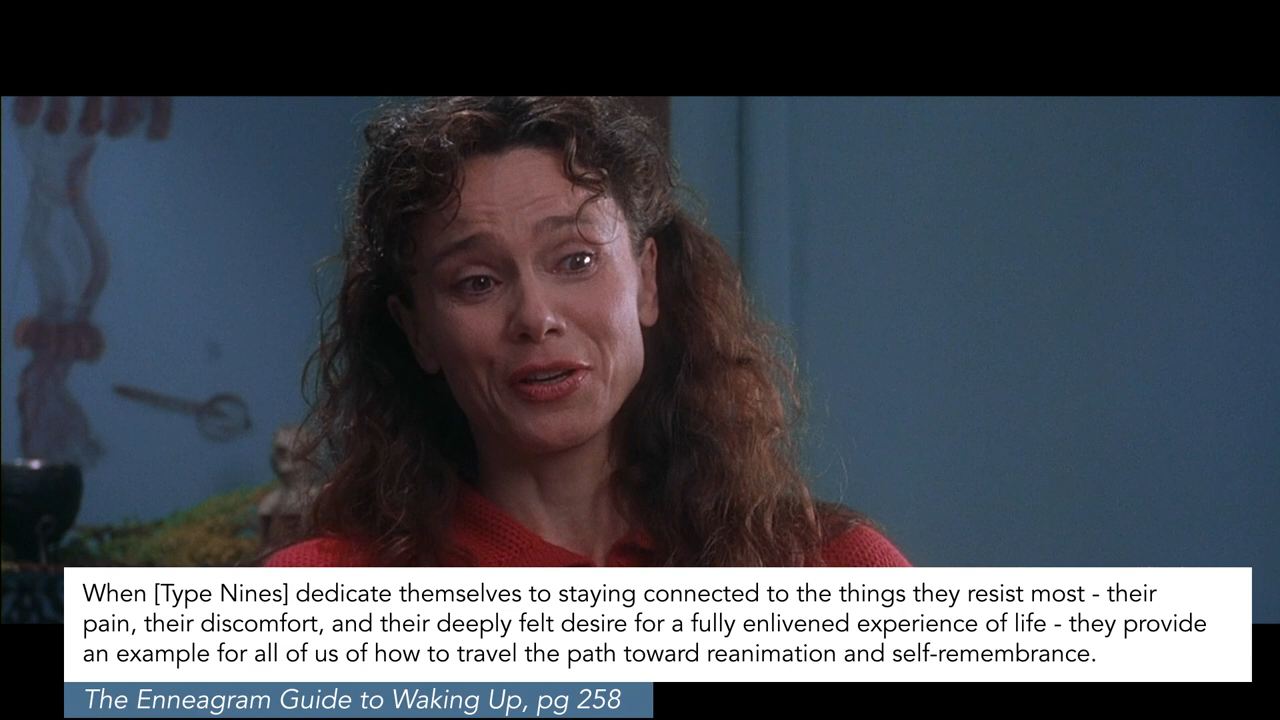 When [Type Nines] dedicate themselves to staying connected to the things they resist most - their
pain, their discomfort, and their deeply felt desire for a fully enlivened experience of life - they provide
an example for all of us of how to travel the path toward reanimation and self-remembrance.
The Enneagram Guide to Waking Up, pg 258